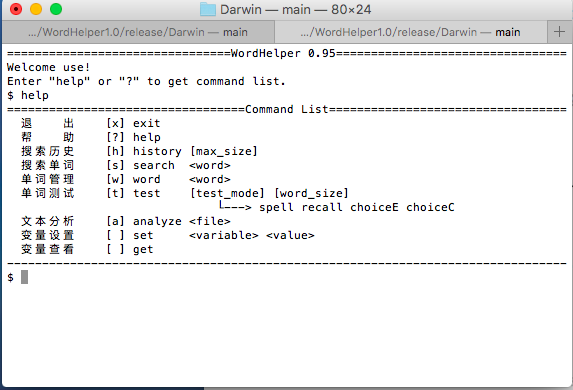 Darwin — main — 80×24
.../WordHelper1.0/release/Darwin — main
.../WordHelper1.0/release/Darwin — main
================================WordHelper 0.95=================================
Welcome use!
Enter "help" or "?" to get command list.
$ help
==================================Command List==================================
退 出 [x] exit
帮 助 [?] help
搜索历史 [h] history [max_size]
搜索单词 [s] search <word>
单词管理 [w] word <word>
单词测试 [t] test [test_mode] [word_size]
└---> spell recall choiceE choiceC
文本分析 [a] analyze <file>
变量设置 [ ] set <variable> <value>
变量查看 [ ] get
--------------------------------------------------------------------------------
$